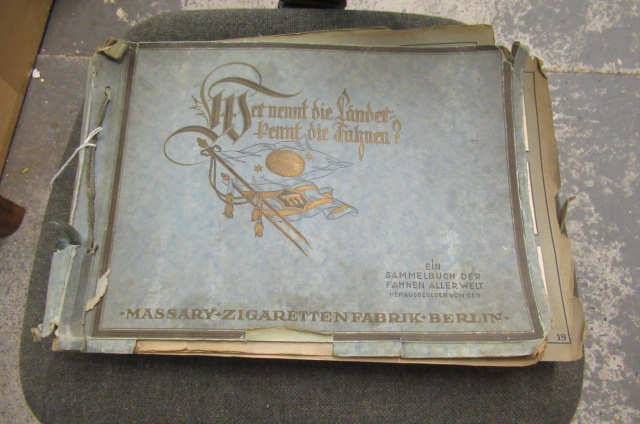 Wer nennt die Länder-
kennt die Fahnen?
EIN
SAMMELBUCH DER
FAHNEN ALLER WELT
HERAUSGEGEBEN VON DER
·MASSARY·ZIGARETTENFABRIK·BERLIN·
19